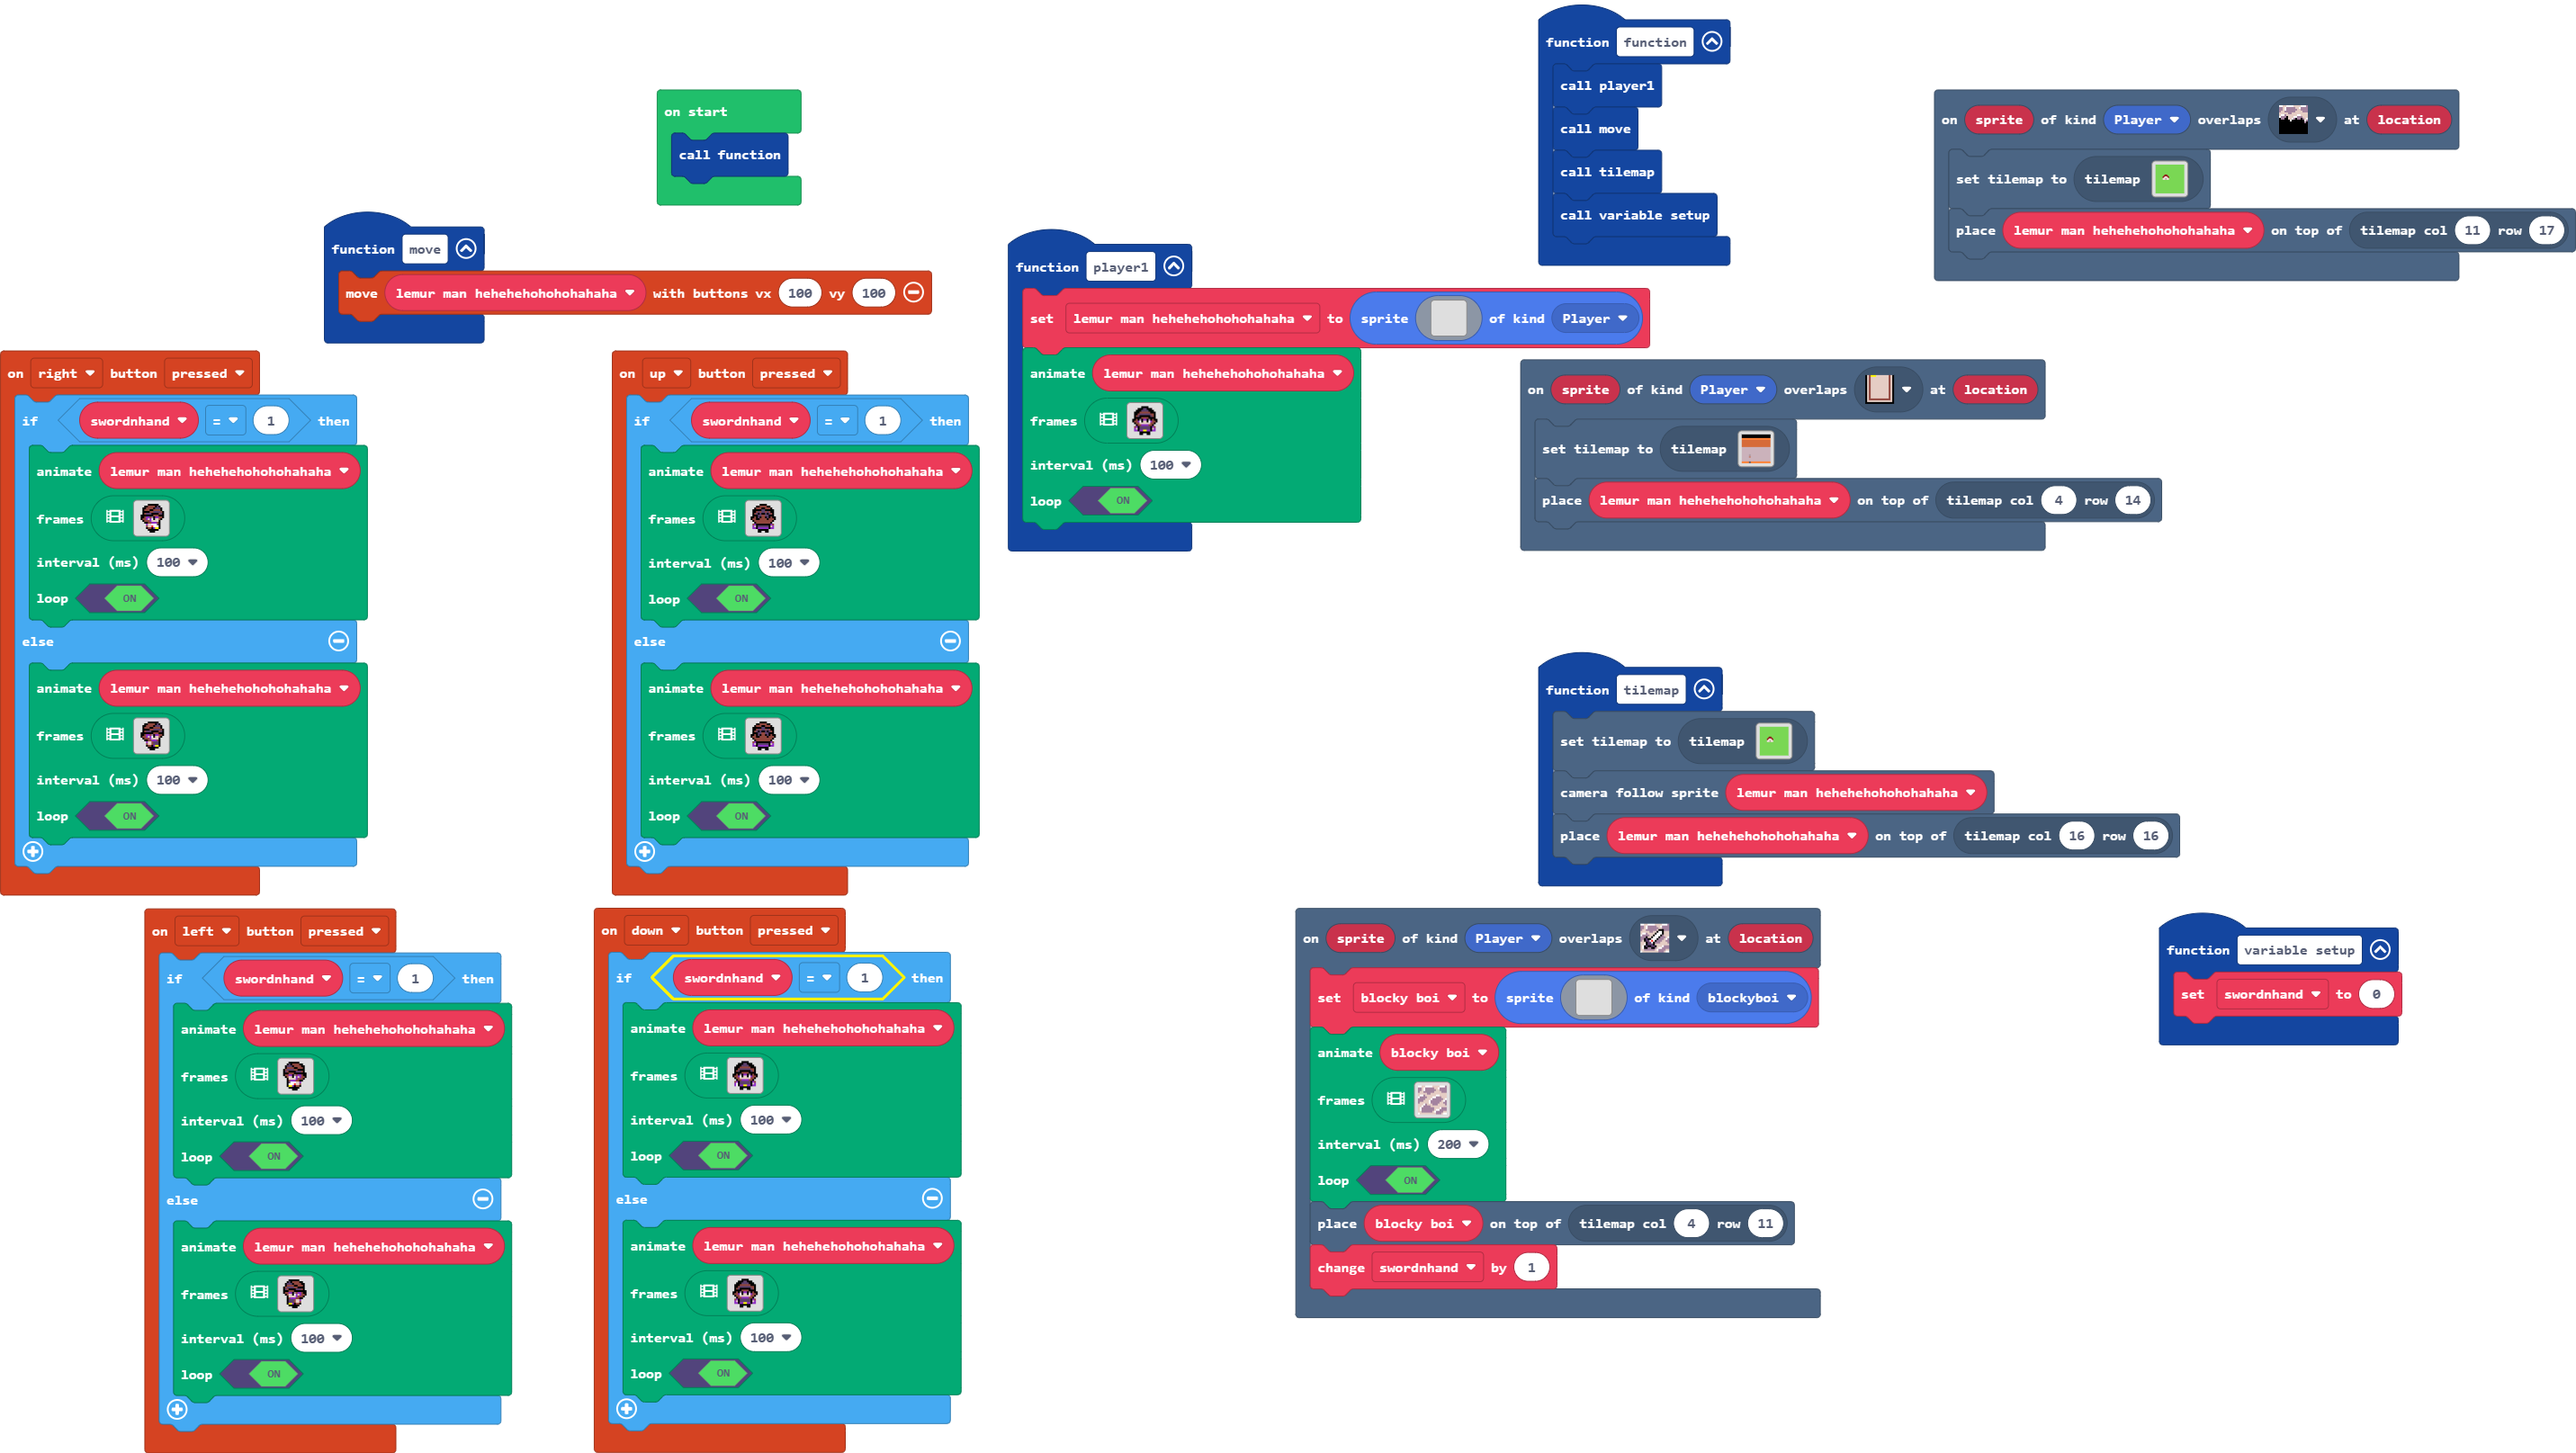 on start
call function
function move
move lemur man hehehehohohohahaha with buttons vx 100 vy 100
on right button pressed
if swordnhand = 1 then
animate lemur man hehehehohohohahaha
frames
interval (ms) 100
loop ON
else
animate lemur man hehehehohohohahaha
frames
interval (ms) 100
loop ON
on up button pressed
if swordnhand = 1 then
animate lemur man hehehehohohohahaha
frames
interval (ms) 100
loop ON
else
animate lemur man hehehehohohohahaha
frames
interval (ms) 100
loop ON
on left button pressed
if swordnhand = 1 then
animate lemur man hehehehohohohahaha
frames
interval (ms) 100
loop ON
else
animate lemur man hehehehohohohahaha
frames
interval (ms) 100
loop ON
on down button pressed
if swordnhand = 1 then
animate lemur man hehehehohohohahaha
frames
interval (ms) 100
loop ON
else
animate lemur man hehehehohohohahaha
frames
interval (ms) 100
loop ON
function player1
set lemur man hehehehohohohahaha to sprite of kind Player
animate lemur man hehehehohohohahaha
frames
interval (ms) 100
loop ON
function function
call player1
call move
call tilemap
call variable setup
on sprite of kind Player overlaps at location
set tilemap to tilemap
place lemur man hehehehohohohahaha on top of tilemap col 11 row 17
on sprite of kind Player overlaps at location
set tilemap to tilemap
place lemur man hehehehohohohahaha on top of tilemap col 4 row 14
function tilemap
set tilemap to tilemap
camera follow sprite lemur man hehehehohohohahaha
place lemur man hehehehohohohahaha on top of tilemap col 16 row 16
on sprite of kind Player overlaps at location
set blocky boi to sprite of kind blockyboi
animate blocky boi
frames
interval (ms) 200
loop ON
place blocky boi on top of tilemap col 4 row 11
change swordnhand by 1
function variable setup
set swordnhand to 0